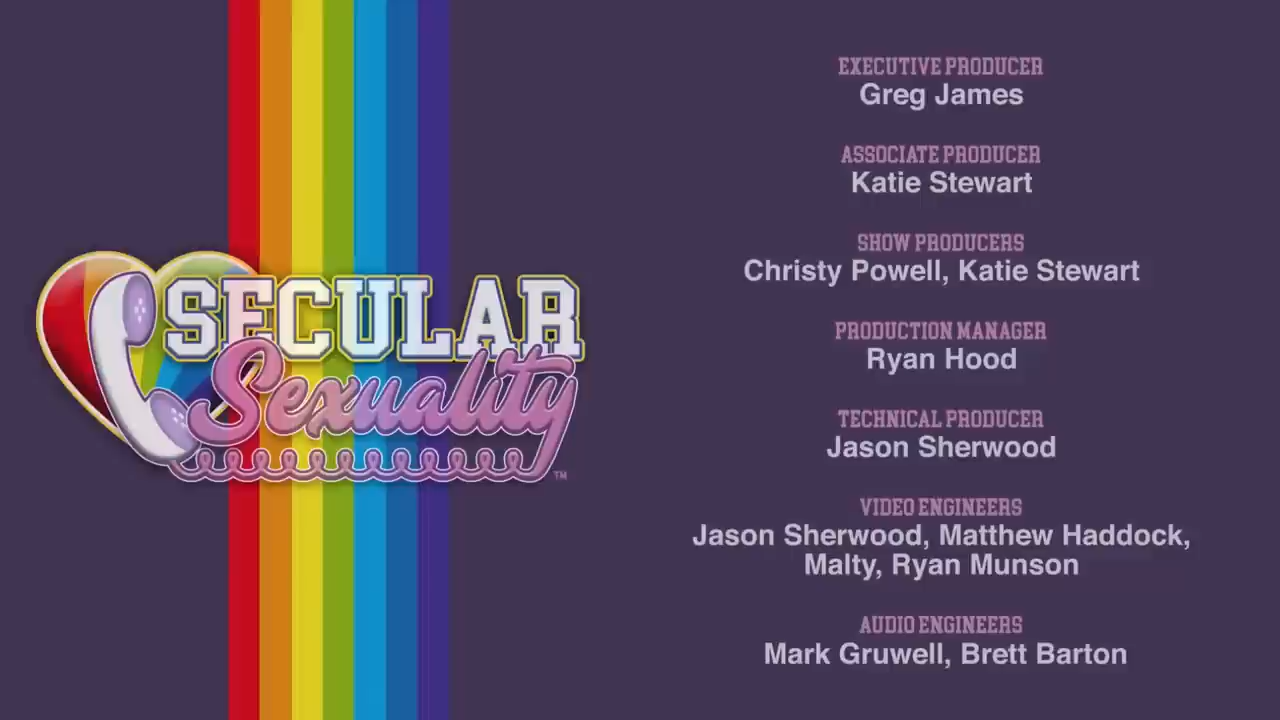 SECULAR
Sexuality
TM
EXECUTIVE PRODUCER
Greg James
ASSOCIATE PRODUCER
Katie Stewart
SHOW PRODUCERS
Christy Powell, Katie Stewart
PRODUCTION MANAGER
Ryan Hood
TECHNICAL PRODUCER
Jason Sherwood
VIDEO ENGINEERS
Jason Sherwood, Matthew Haddock,
Malty, Ryan Munson
AUDIO ENGINEERS
Mark Gruwell, Brett Barton